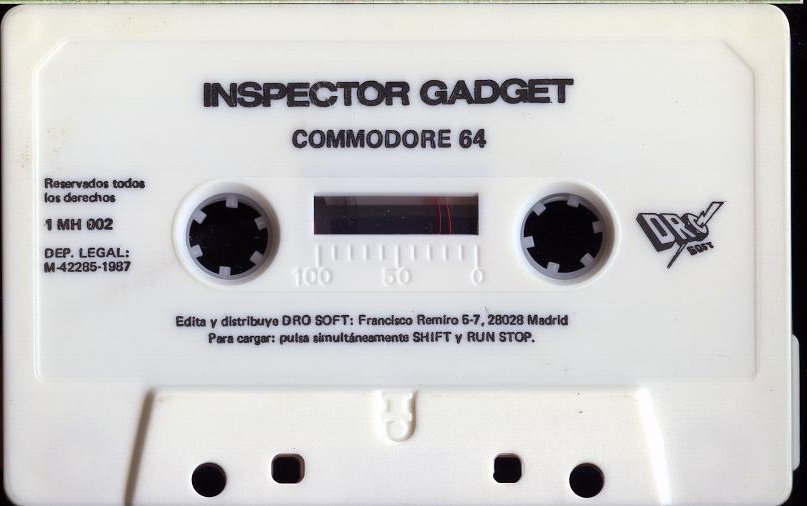 INSPECTOR GADGET
COMMODORE 64
Reservados todos
los derechos
1 MH 002
DEP. LEGAL:
M-42285-1987
DRO
SOFT
100 50 0
Edita y distribuye DRO SOFT: Francisco Remiro 5-7, 28028 Madrid
Para cargar: pulsa simultáneamente SHIFT y RUN STOP.